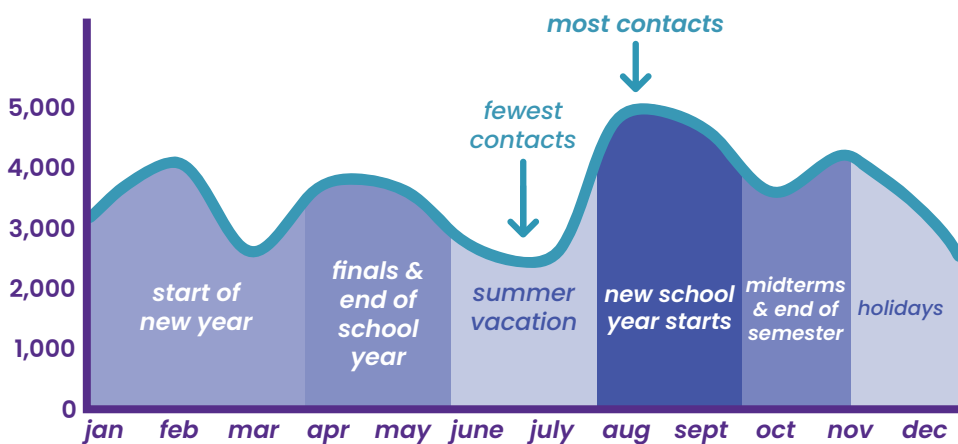 most contacts
fewest
contacts
5,000
4,000
3,000
2,000
1,000
0
start of
new year
finals &
end of
school
year
summer
vacation
new school
year starts
midterms
& end of
semester
holidays
jan feb mar apr may june july aug sept oct nov dec